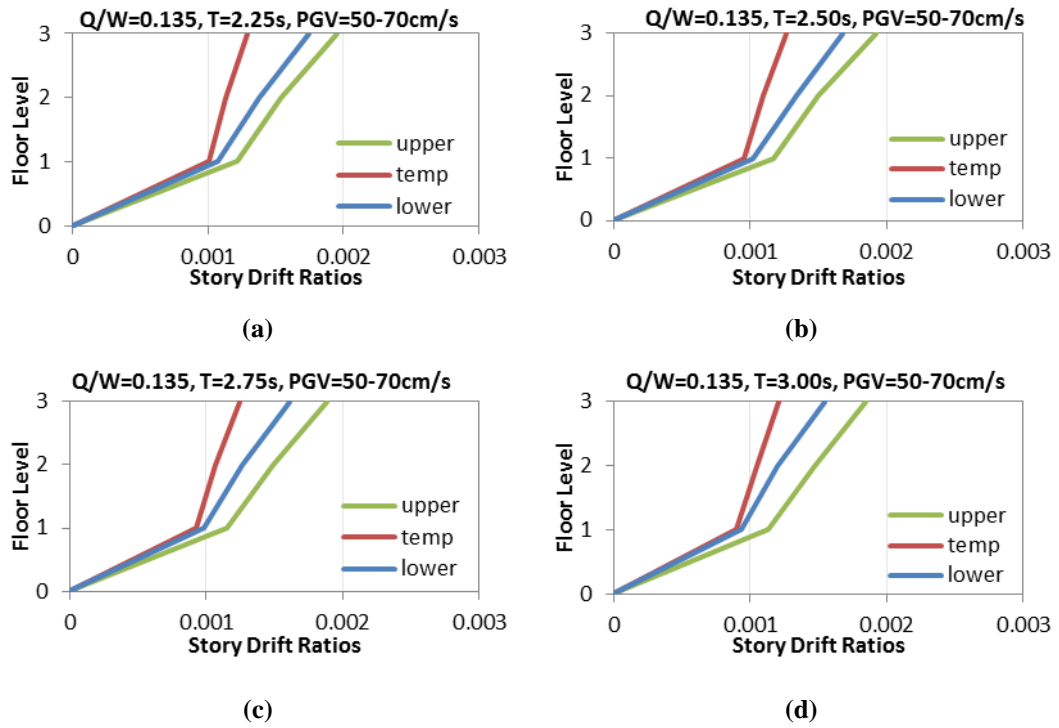 Q/W=0.135, T=2.25s, PGV=50-70cm/s
3
2
1
0
Floor Level
upper
temp
lower
0
0.001
0.002
0.003
Story Drift Ratios
(a)
Q/W=0.135, T=2.50s, PGV=50-70cm/s
3
2
1
0
Floor Level
upper
temp
lower
0
0.001
0.002
0.003
Story Drift Ratios
(b)
Q/W=0.135, T=2.75s, PGV=50-70cm/s
3
2
1
0
Floor Level
upper
temp
lower
0
0.001
0.002
0.003
Story Drift Ratios
(c)
Q/W=0.135, T=3.00s, PGV=50-70cm/s
3
2
1
0
Floor Level
upper
temp
lower
0
0.001
0.002
0.003
Story Drift Ratios
(d)